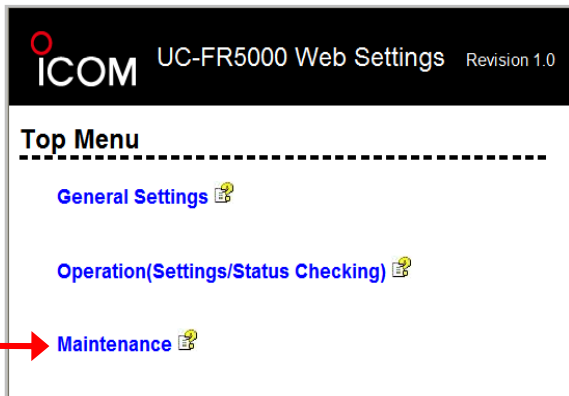 ICOM UC-FR5000 Web Settings Revision 1.0
Top Menu
General Settings
Operation(Settings/Status Checking)
Maintenance